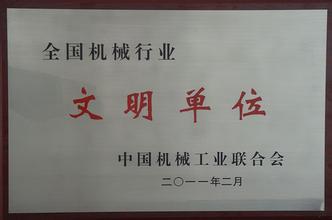 全国机械行业
文明单位
中国机械工业联合会
二〇一一年二月